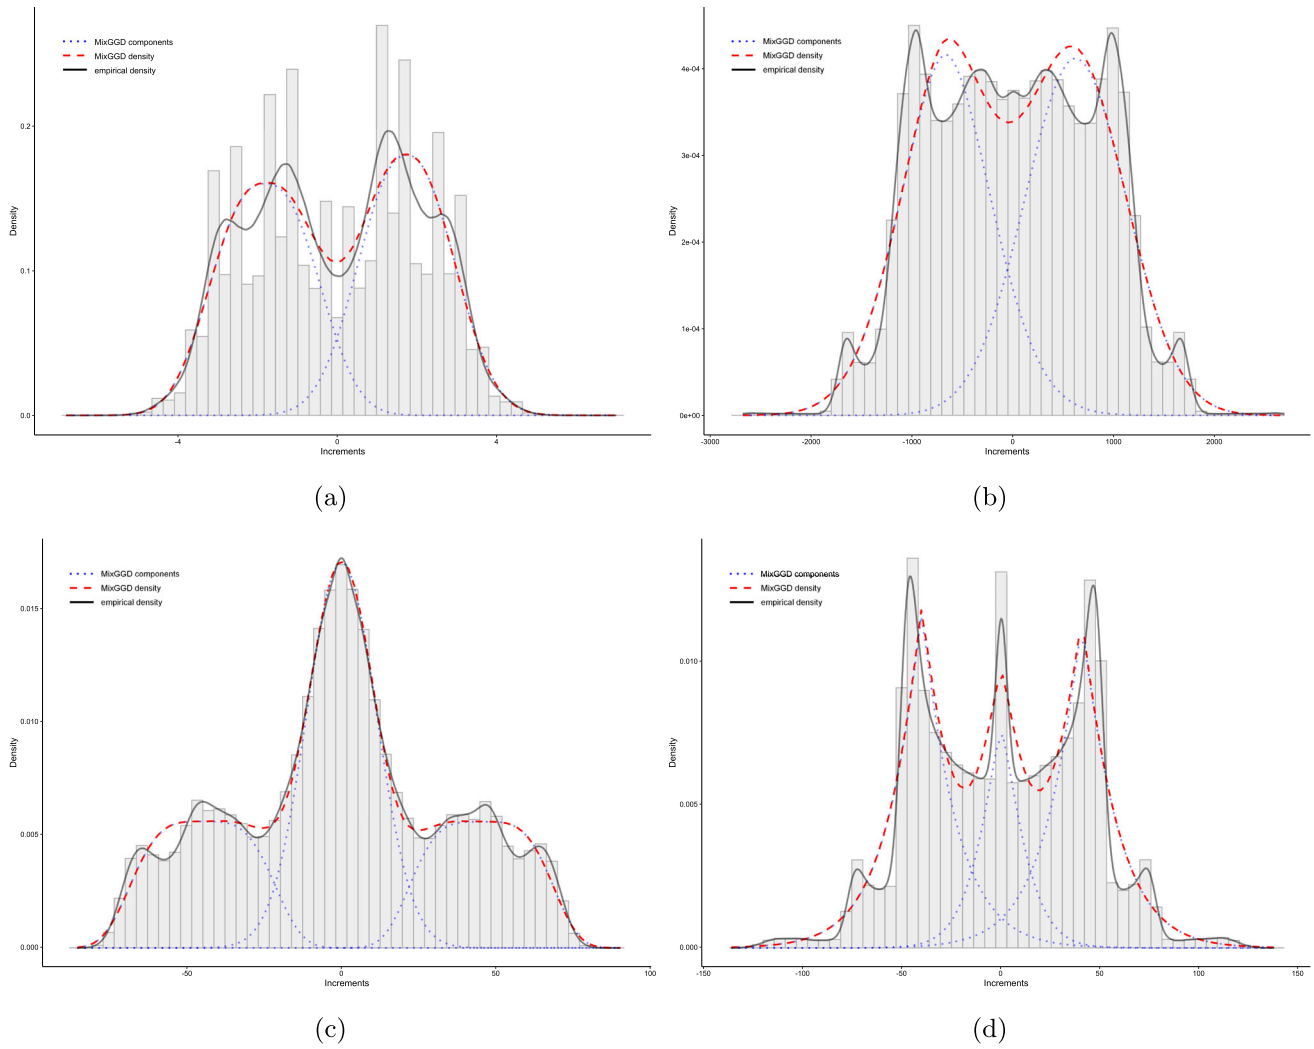 MixGGD components
MixGGD density
empirical density
Density
0.2
0.1
0.0
-4 0 4
Increments
(a)
MixGGD components
MixGGD density
empirical density
Density
4e-04
3e-04
2e-04
1e-04
0e+00
-3000 -2000 -1000 0 1000 2000
Increments
(b)
MixGGD components
MixGGD density
empirical density
Density
0.015
0.010
0.005
0.000
-50 0 50 100
Increments
(c)
MixGGD components
MixGGD density
empirical density
Density
0.010
0.005
0.000
-150 -100 -50 0 50 100 150
Increments
(d)